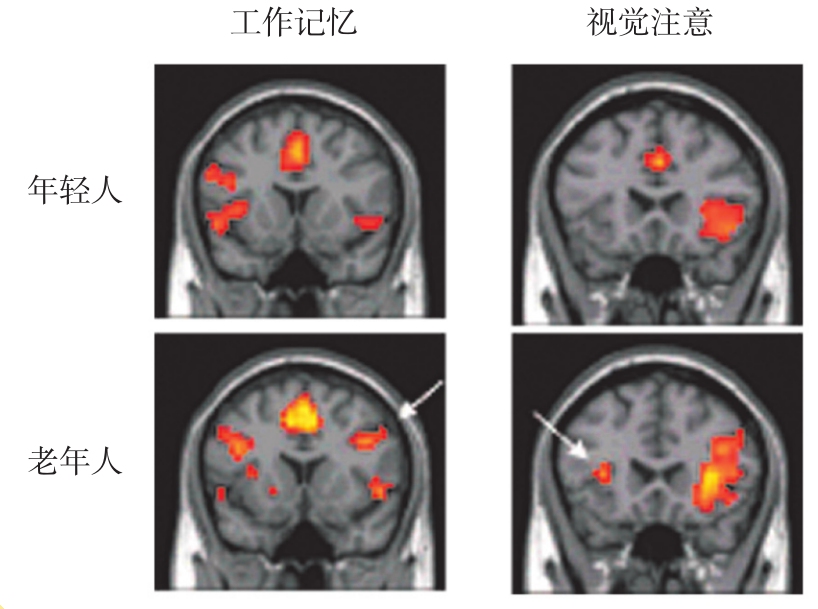 工作记忆
视觉注意
年轻人
老年人